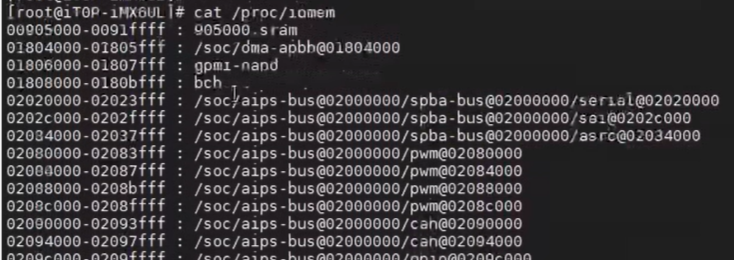 [root@iTOP-iMX6UL]# cat /proc/iomem
00905000-0091ffff : 905000.sram
01804000-01805fff : /soc/dma-apbh@01804000
01806000-01807fff : gpmi-nand
01808000-0180bfff : bch
02020000-02023fff : /soc/aips-bus@02000000/spba-bus@02000000/serial@02020000
0202c000-0202ffff : /soc/aips-bus@02000000/spba-bus@02000000/sai@0202c000
02034000-02037fff : /soc/aips-bus@02000000/spba-bus@02000000/asrc@02034000
02080000-02083fff : /soc/aips-bus@02000000/pwm@02080000
02084000-02087fff : /soc/aips-bus@02000000/pwm@02084000
02088000-0208bfff : /soc/aips-bus@02000000/pwm@02088000
0208c000-0208ffff : /soc/aips-bus@02000000/pwm@0208c000
02090000-02093fff : /soc/aips-bus@02000000/can@02090000
02094000-02097fff : /soc/aips-bus@02000000/can@02094000
0209c000-0209ffff : /soc/aips-bus@02000000/gpio@0209c000